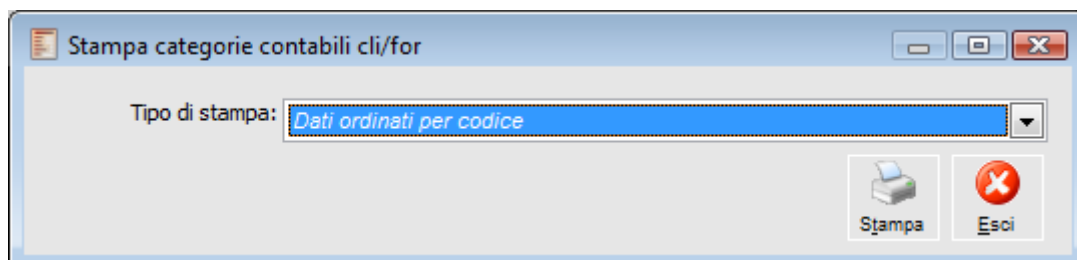 Stampa categorie contabili cli/for
Tipo di stampa: Dati ordinati per codice
Stampa Esci